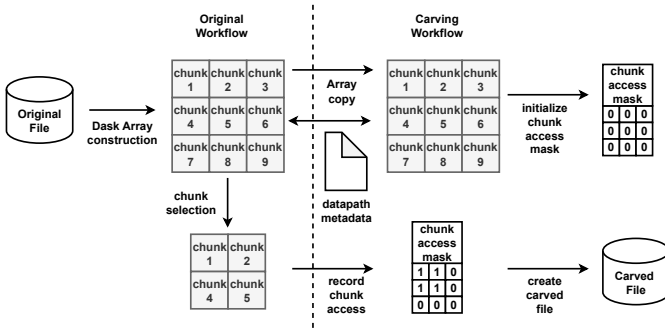 Original
Workflow
Carving
Workflow
Original
File
Dask Array
construction
chunk chunk chunk
1 2 3
chunk chunk chunk
4 5 6
chunk chunk chunk
7 8 9
Array
copy
datapath
metadata
chunk chunk chunk
1 2 3
chunk chunk chunk
4 5 6
chunk chunk chunk
7 8 9
initialize
chunk
access
mask
chunk
access
mask
0 0 0
0 0 0
0 0 0
chunk
selection
chunk chunk
1 2
chunk chunk
4 5
record
chunk
access
chunk
access
mask
1 1 0
1 1 0
0 0 0
create
carved
file
Carved
File